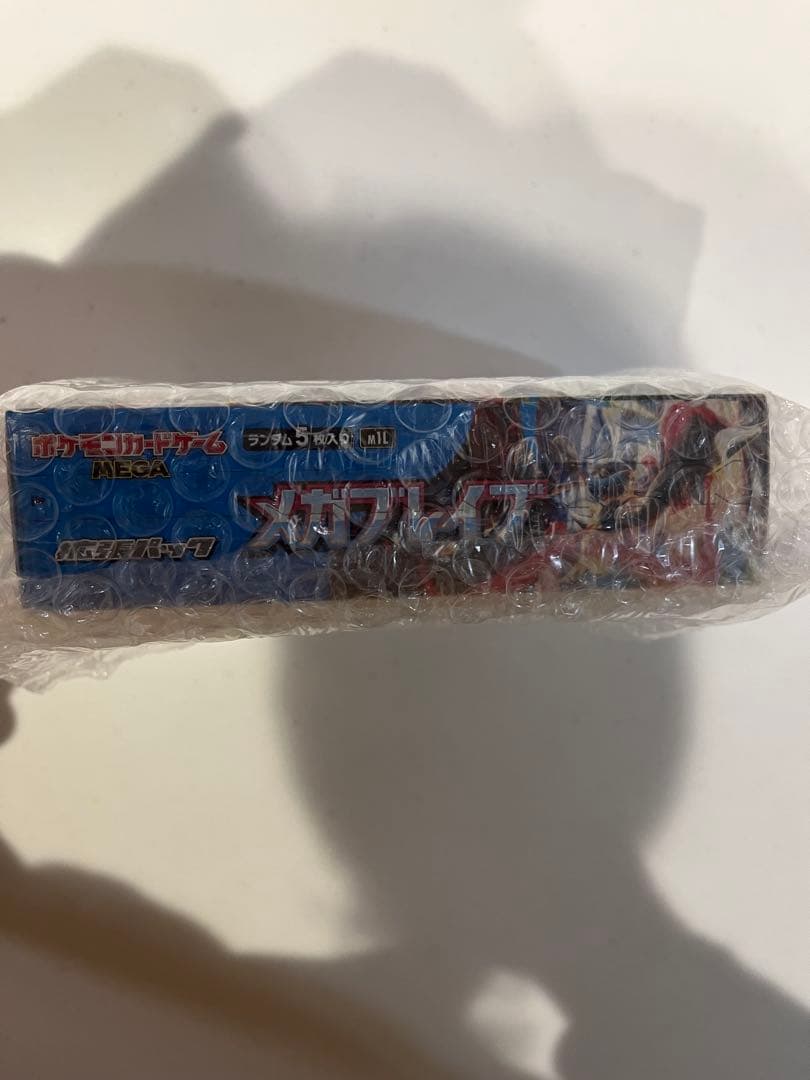 ポケモンカードゲーム
MEGA
ランダム5枚入り
M1L
拡張パック
メガブレイブ